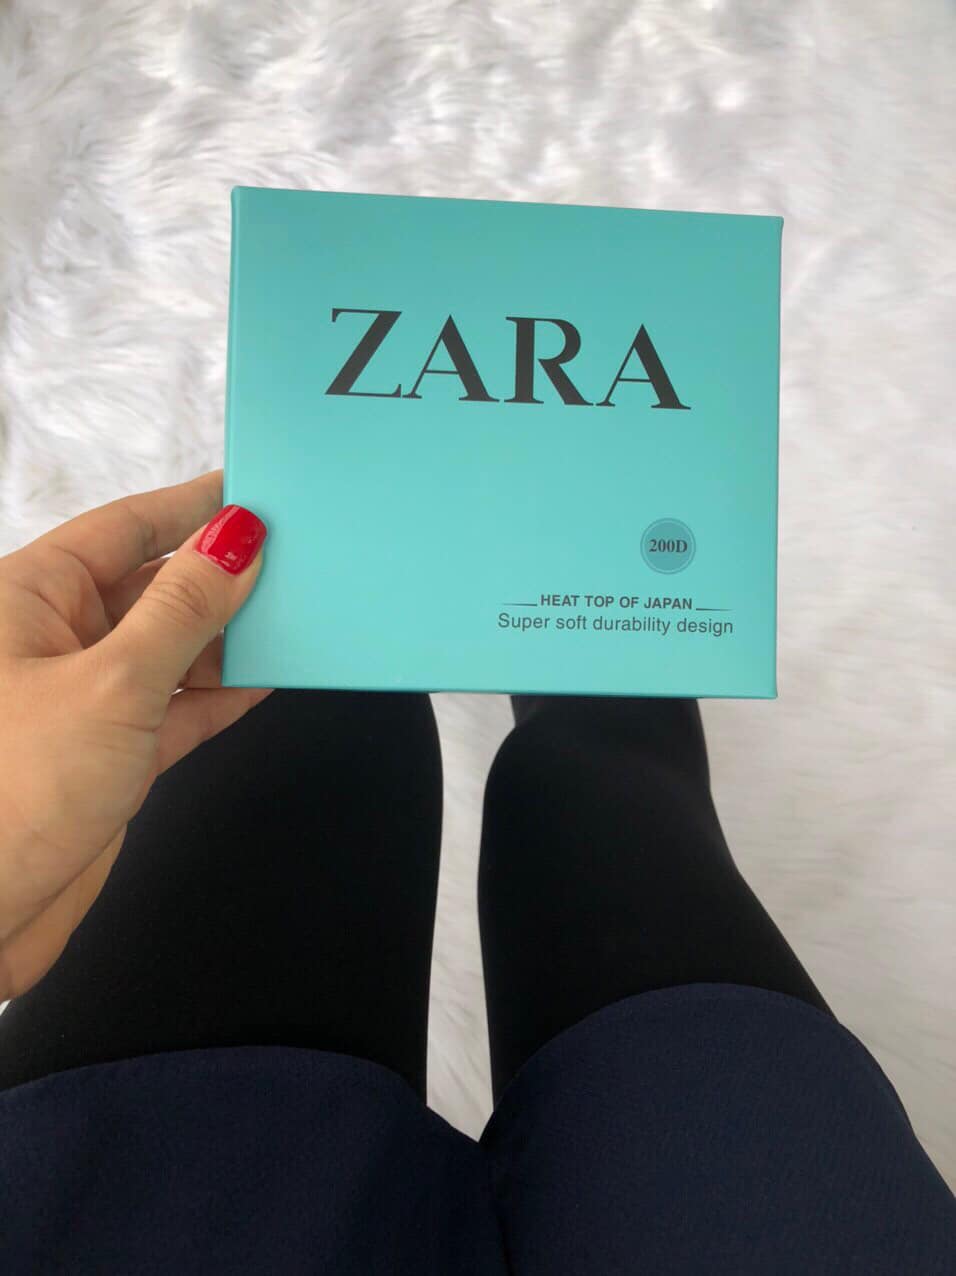 ZARA
200D
HEAT TOP OF JAPAN
Super soft durability design